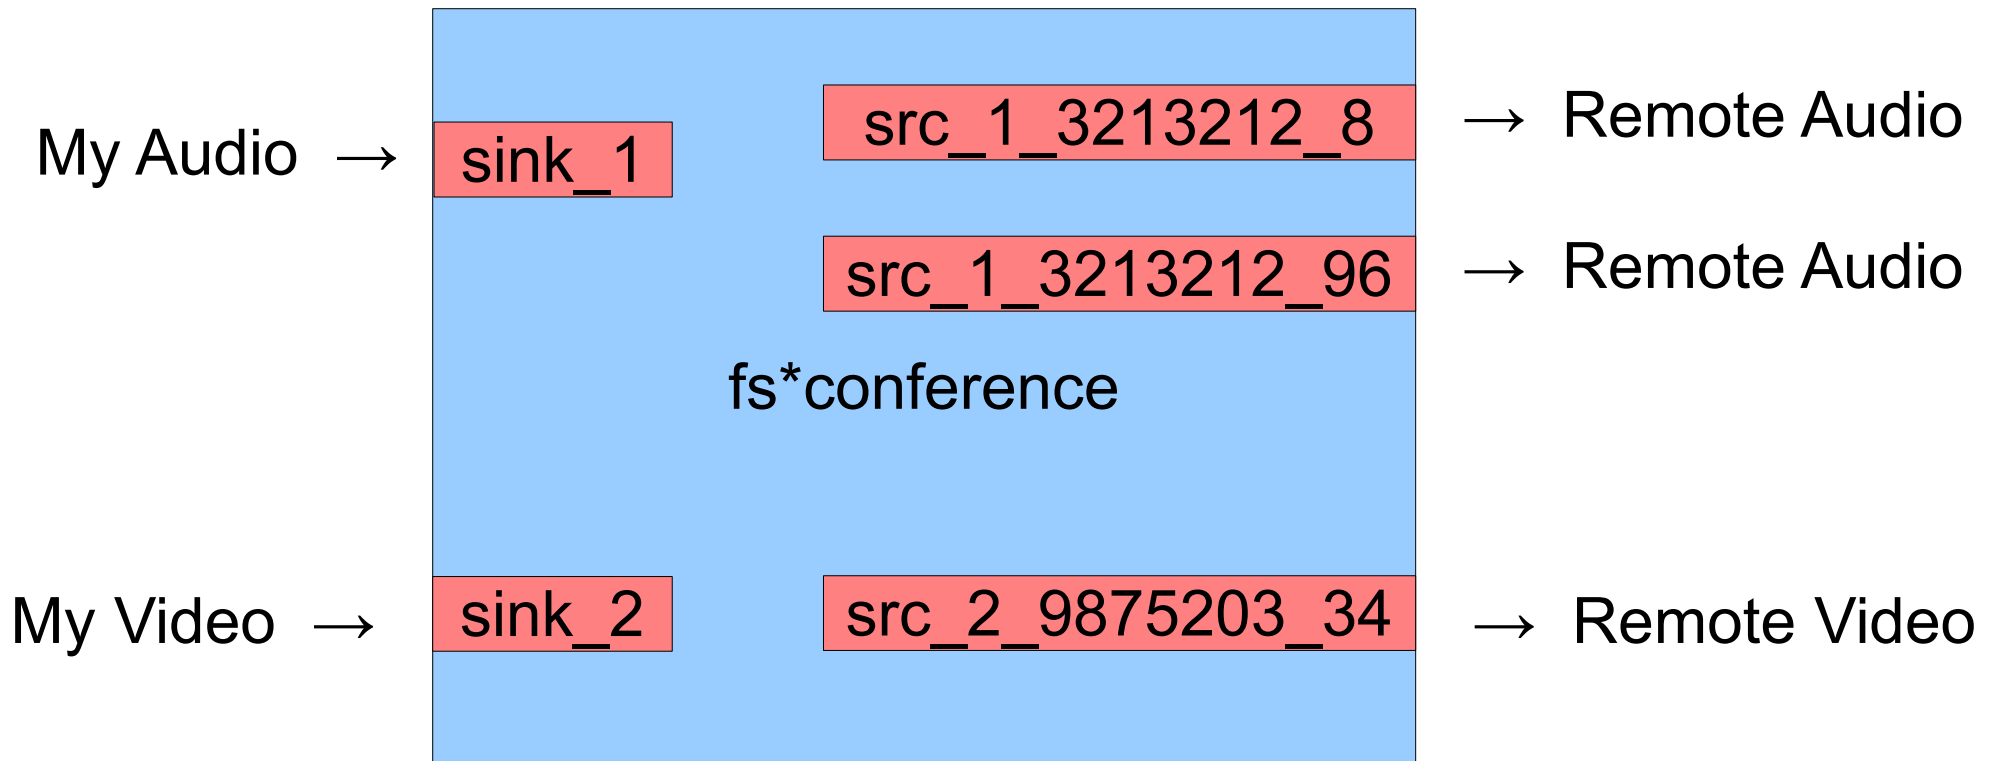 My Audio → sink_1
src_1_3213212_8 → Remote Audio
src_1_3213212_96 → Remote Audio
fs*conference
My Video → sink_2
src_2_9875203_34 → Remote Video